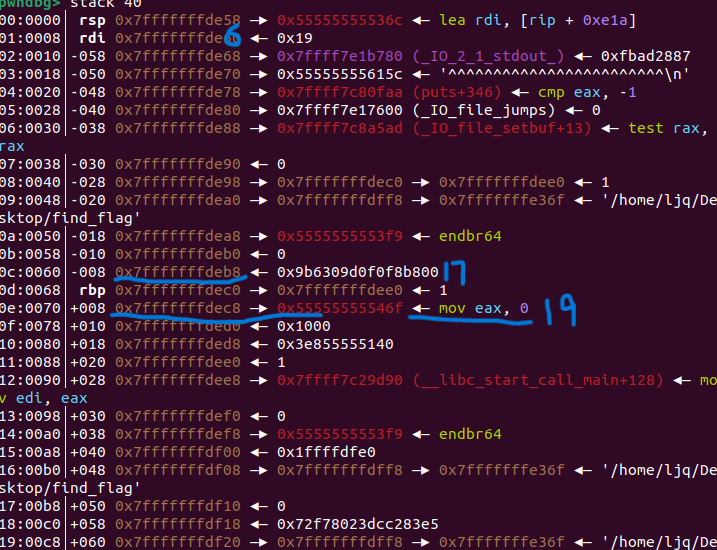 pwndbg> stack 40
00:0000│ rsp 0x7fffffffde58 —▸ 0x55555555536c ◂— lea rdi, [rip + 0xe1a]
01:0008│ rdi 0x7fffffffde 6 ◂— 0x19
02:0010│-058 0x7fffffffde68 —▸ 0x7ffff7e1b780 (_IO_2_1_stdout_) ◂— 0xfbad2887
03:0018│-050 0x7fffffffde70 —▸ 0x55555555615c ◂— '^^^^^^^^^^^^^^^^^^^^^^^^\n'
04:0020│-048 0x7fffffffde78 —▸ 0x7ffff7c80faa (puts+346) ◂— cmp eax, -1
05:0028│-040 0x7fffffffde80 —▸ 0x7ffff7e17600 (_IO_file_jumps) ◂— 0
06:0030│-038 0x7fffffffde88 —▸ 0x7ffff7c8a5ad (_IO_file_setbuf+13) ◂— test rax,
rax
07:0038│-030 0x7fffffffde90 ◂— 0
08:0040│-028 0x7fffffffde98 —▸ 0x7fffffffdec0 —▸ 0x7fffffffdee0 ◂— 1
09:0048│-020 0x7fffffffdea0 —▸ 0x7fffffffdff8 —▸ 0x7fffffffe36f ◂— '/home/ljq/De
sktop/find_flag'
0a:0050│-018 0x7fffffffdea8 —▸ 0x5555555553f9 ◂— endbr64
0b:0058│-010 0x7fffffffdeb0 ◂— 0
0c:0060│-008 0x7fffffffdeb8 ◂— 0x9b6309d0f0f8b800 17
0d:0068│ rbp 0x7fffffffdec0 —▸ 0x7fffffffdee0 ◂— 1
0e:0070│+008 0x7fffffffdec8 —▸ 0x55555555546f ◂— mov eax, 0 19
0f:0078│+010 0x7fffffffded0 ◂— 0x1000
10:0080│+018 0x7fffffffded8 ◂— 0x3e855555140
11:0088│+020 0x7fffffffdee0 ◂— 1
12:0090│+028 0x7fffffffdee8 —▸ 0x7ffff7c29d90 (__libc_start_call_main+128) ◂— mo
v edi, eax
13:0098│+030 0x7fffffffdef0 ◂— 0
14:00a0│+038 0x7fffffffdef8 —▸ 0x5555555553f9 ◂— endbr64
15:00a8│+040 0x7fffffffdf00 ◂— 0x1ffffdfe0
16:00b0│+048 0x7fffffffdf08 —▸ 0x7fffffffdff8 —▸ 0x7fffffffe36f ◂— '/home/ljq/De
sktop/find_flag'
17:00b8│+050 0x7fffffffdf10 ◂— 0
18:00c0│+058 0x7fffffffdf18 ◂— 0x72f78023dcc283e5
19:00c8│+060 0x7fffffffdf20 —▸ 0x7fffffffdff8 —▸ 0x7fffffffe36f ◂— '/home/ljq/De